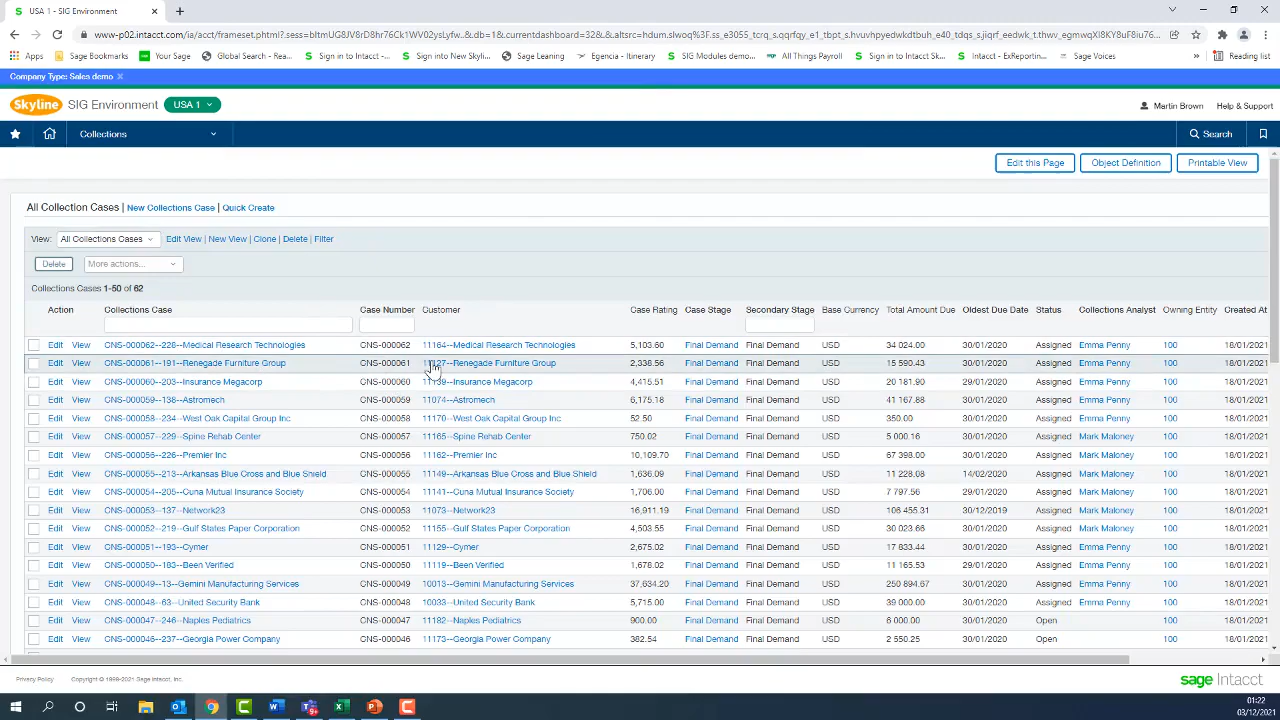 USA 1 - SIG Environment
www-p02.intacct.com/ia/acct/frameset.phtml?
Apps Sage Bookmarks Your Sage Global Search - Rea... Sign in to Intacct -... Sign into New Skyli... Sage Learning Egencia - Itinerary SIG Modules demo... All Things Payroll Sign in to Intacct Sk... Intacct - ExReporting... Sage Voices » Reading list
Company Type: Sales demo
Skyline SIG Environment USA 1 Martin Brown Help & Support
Collections Search
Edit this Page Object Definition Printable View
All Collection Cases | New Collections Case | Quick Create
View: All Collections Cases Edit View | New View | Clone | Delete | Filter
Delete More actions...
Collections Cases 1-50 of 62
Action Collections Case Case Number Customer Case Rating Case Stage Secondary Stage Base Currency Total Amount Due Oldest Due Date Status Collections Analyst Owning Entity Created At
Edit View CNS-000062--228--Medical Research Technologies CNS-000062 11164--Medical Research Technologies 5,103.60 Final Demand Final Demand USD 34 024.00 30/01/2020 Assigned Emma Penny 100 18/01/2021
Edit View CNS-000061--191--Renegade Furniture Group CNS-000061 27--Renegade Furniture Group 2,338.56 Final Demand Final Demand USD 15 590.43 30/01/2020 Assigned Emma Penny 100 18/01/2021
Edit View CNS-000060--203--Insurance Megacorp CNS-000060 11139--Insurance Megacorp 4,415.51 Final Demand Final Demand USD 20 181.90 29/01/2020 Assigned Emma Penny 100 18/01/2021
Edit View CNS-000059--138--Astromech CNS-000059 11074--Astromech 6,175.18 Final Demand Final Demand USD 41 167.88 30/01/2020 Assigned Emma Penny 100 18/01/2021
Edit View CNS-000058--234--West Oak Capital Group Inc CNS-000058 11170--West Oak Capital Group Inc 52.50 Final Demand Final Demand USD 350.00 30/01/2020 Assigned Emma Penny 100 18/01/2021
Edit View CNS-000057--229--Spine Rehab Center CNS-000057 11165--Spine Rehab Center 750.02 Final Demand Final Demand USD 5 000.16 30/01/2020 Assigned Mark Maloney 100 18/01/2021
Edit View CNS-000056--226--Premier Inc CNS-000056 11162--Premier Inc 10,109.70 Final Demand Final Demand USD 67 398.00 30/01/2020 Assigned Mark Maloney 100 18/01/2021
Edit View CNS-000055--213--Arkansas Blue Cross and Blue Shield CNS-000055 11149--Arkansas Blue Cross and Blue Shield 1,636.09 Final Demand Final Demand USD 11 228.08 14/02/2020 Assigned Mark Maloney 100 18/01/2021
Edit View CNS-000054--205--Cuna Mutual Insurance Society CNS-000054 11141--Cuna Mutual Insurance Society 1,706.00 Final Demand Final Demand USD 7 797.56 29/01/2020 Assigned Mark Maloney 100 18/01/2021
Edit View CNS-000053--137--Network23 CNS-000053 11073--Network23 16,911.19 Final Demand Final Demand USD 106 455.31 30/12/2019 Assigned Mark Maloney 100 18/01/2021
Edit View CNS-000052--219--Gulf States Paper Corporation CNS-000052 11155--Gulf States Paper Corporation 4,503.55 Final Demand Final Demand USD 30 023.66 30/01/2020 Assigned Mark Maloney 100 18/01/2021
Edit View CNS-000051--193--Cymer CNS-000051 11129--Cymer 2,675.02 Final Demand Final Demand USD 17 833.44 30/01/2020 Assigned Emma Penny 100 18/01/2021
Edit View CNS-000050--183--Been Verified CNS-000050 11119--Been Verified 1,678.02 Final Demand Final Demand USD 11 165.53 29/01/2020 Assigned Emma Penny 100 18/01/2021
Edit View CNS-000049--13--Gemini Manufacturing Services CNS-000049 10013--Gemini Manufacturing Services 37,634.20 Final Demand Final Demand USD 250 894.67 30/01/2020 Assigned Emma Penny 100 18/01/2021
Edit View CNS-000048--63--United Security Bank CNS-000048 10033--United Security Bank 5,715.00 Final Demand Final Demand USD 39 000.00 30/01/2020 Assigned Emma Penny 100 18/01/2021
Edit View CNS-000047--246--Naples Pediatrics CNS-000047 11182--Naples Pediatrics 900.00 Final Demand Final Demand USD 6 000.00 30/01/2020 Open 18/01/2021
Edit View CNS-000046--237--Georgia Power Company CNS-000046 11173--Georgia Power Company 382.54 Final Demand Final Demand USD 2 550.25 30/01/2020 Open 18/01/2021
Privacy Policy Copyright © 1999-2021 Sage Intacct, Inc. sage Intacct
01:22
03/12/2021